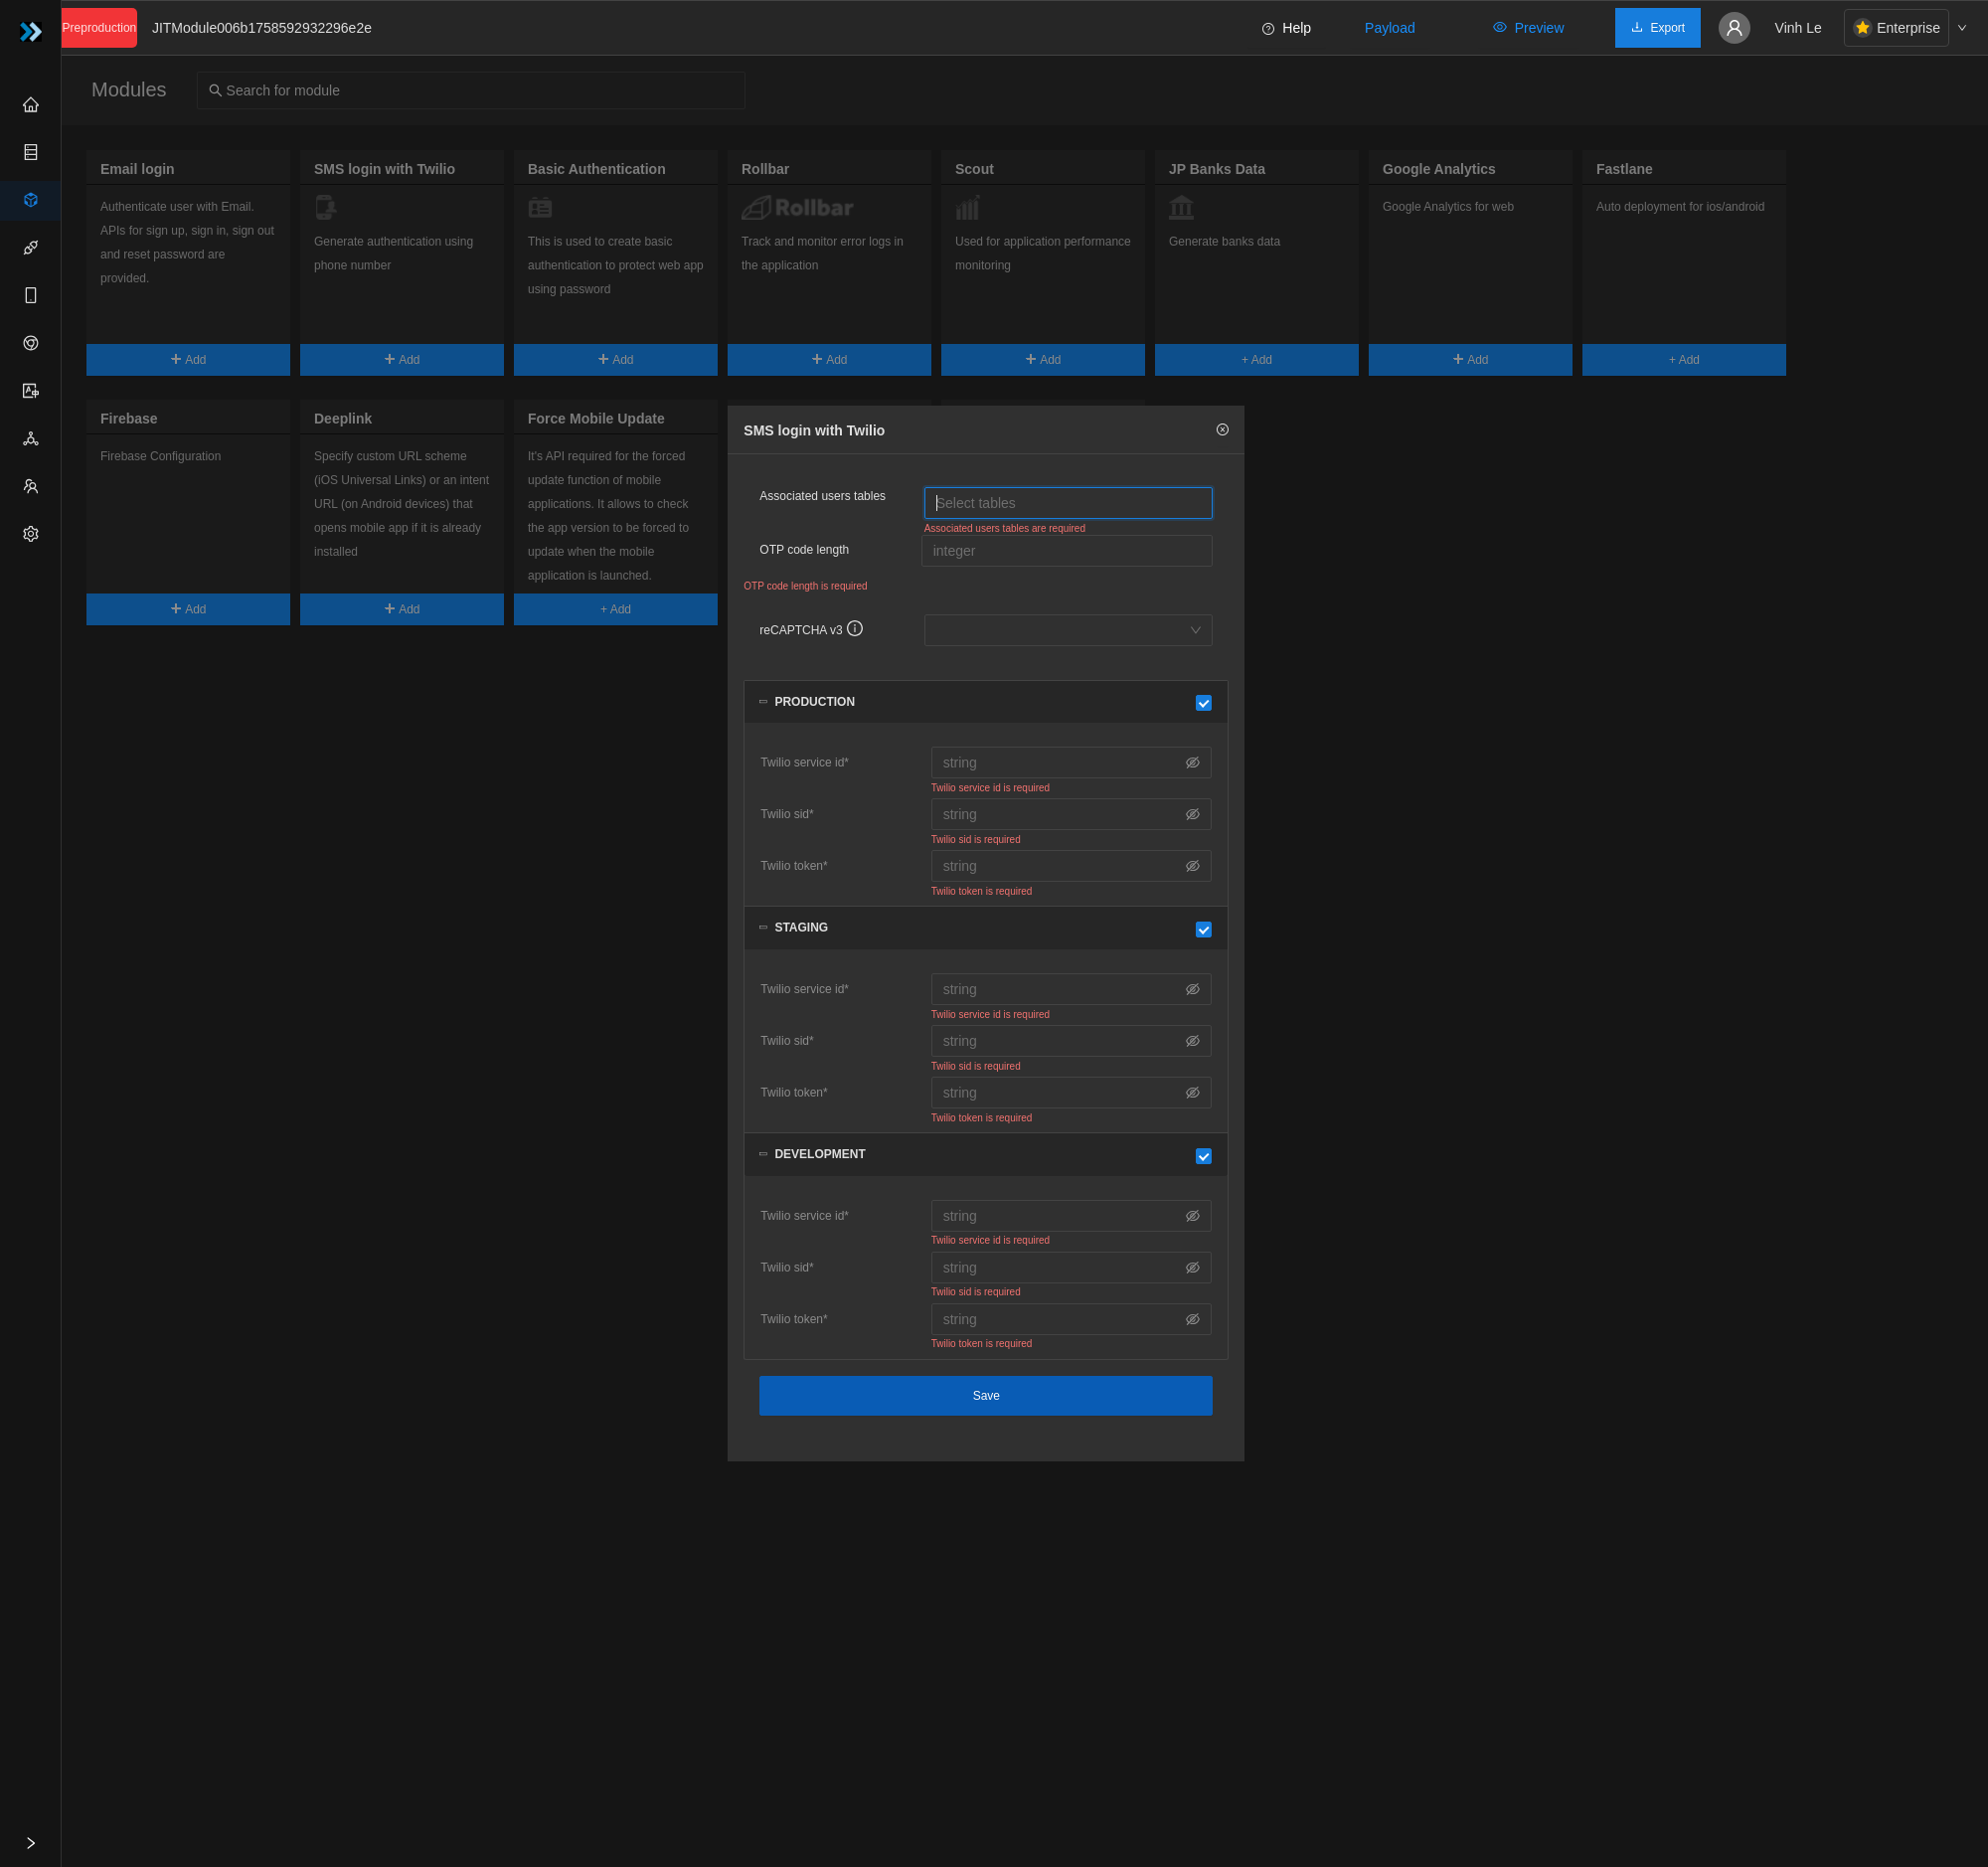 Preproduction
JITModule006b1758592932296e2e
Help
Payload
Preview
Export
Vinh Le
Enterprise
Modules
Search for module
Email login
Authenticate user with Email.
APIs for sign up, sign in, sign out
and reset password are
provided.
Add
SMS login with Twilio
Generate authentication using
phone number
Add
Basic Authentication
This is used to create basic
authentication to protect web app
using password
Add
Rollbar
Rollbar
Track and monitor error logs in
the application
Add
Scout
Used for application performance
monitoring
Add
JP Banks Data
Generate banks data
+ Add
Google Analytics
Google Analytics for web
Add
Fastlane
Auto deployment for ios/android
+ Add
Firebase
Firebase Configuration
Add
Deeplink
Specify custom URL scheme
(iOS Universal Links) or an intent
URL (on Android devices) that
opens mobile app if it is already
installed
Add
Force Mobile Update
It's API required for the forced
update function of mobile
applications. It allows to check
the app version to be forced to
update when the mobile
application is launched.
+ Add
SMS login with Twilio
Associated users tables
Select tables
Associated users tables are required
OTP code length
integer
OTP code length is required
reCAPTCHA v3
PRODUCTION
Twilio service id*
string
Twilio service id is required
Twilio sid*
string
Twilio sid is required
Twilio token*
string
Twilio token is required
STAGING
Twilio service id*
string
Twilio service id is required
Twilio sid*
string
Twilio sid is required
Twilio token*
string
Twilio token is required
DEVELOPMENT
Twilio service id*
string
Twilio service id is required
Twilio sid*
string
Twilio sid is required
Twilio token*
string
Twilio token is required
Save